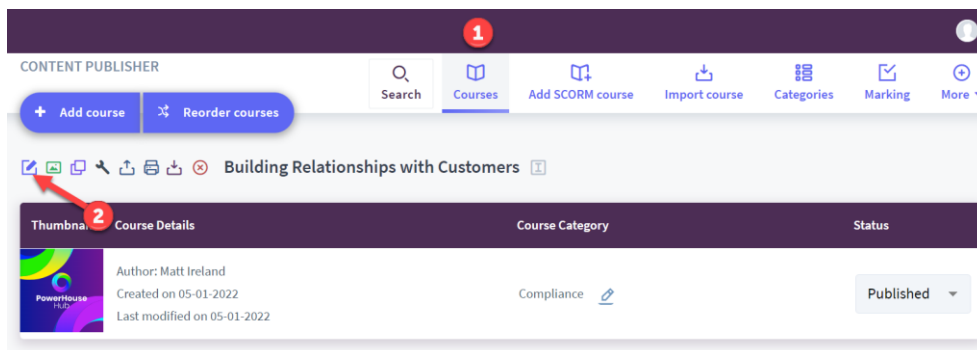 1
CONTENT PUBLISHER
Search
Courses
Add SCORM course
Import course
Categories
Marking
More
+ Add course
Reorder courses
Building Relationships with Customers
2
Thumbna
Course Details
Course Category
Status
PowerHouse
Hub
Author: Matt Ireland
Created on 05-01-2022
Last modified on 05-01-2022
Compliance
Published